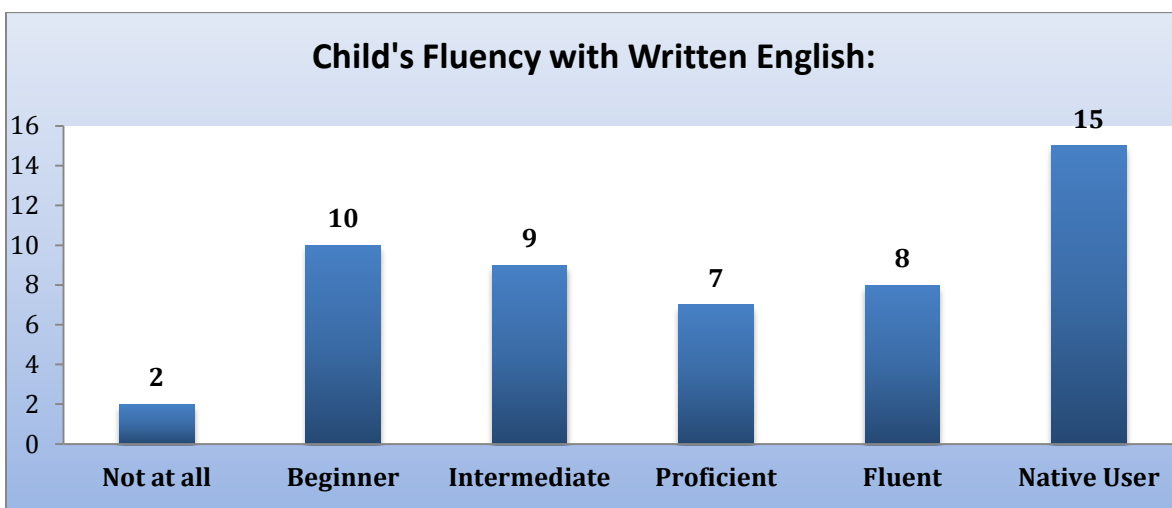 Child's Fluency with Written English:
16
14
12
10
8
6
4
2
0
2
10
9
7
8
15
Not at all
Beginner
Intermediate
Proficient
Fluent
Native User